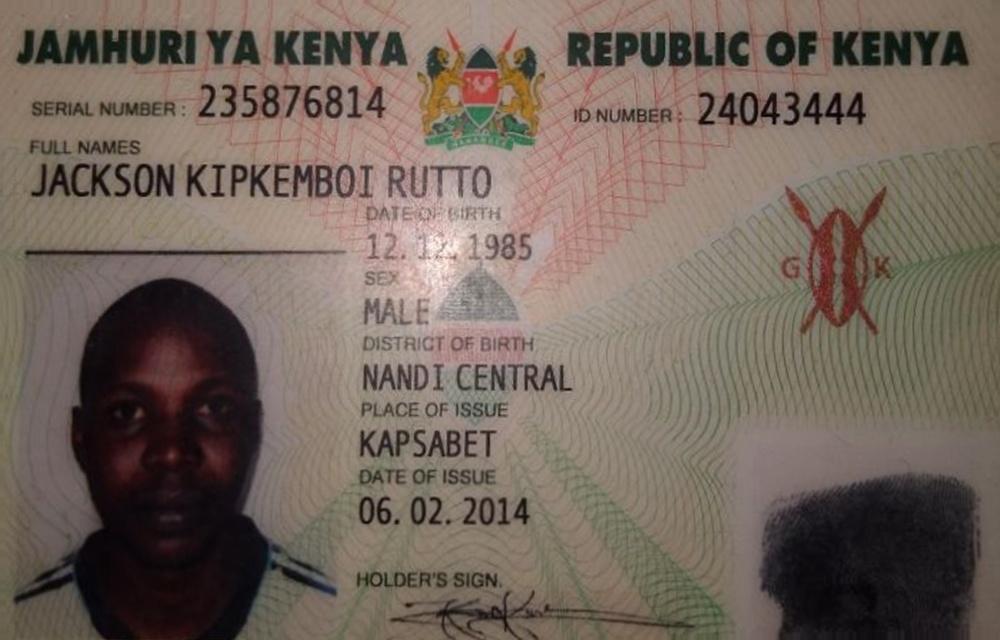 JAMHURI YA KENYA REPUBLIC OF KENYA
SERIAL NUMBER : 235876814 ID NUMBER : 24043444
FULL NAMES
JACKSON KIPKEMBOI RUTTO
DATE OF BIRTH
12. 12. 1985
SEX
MALE
DISTRICT OF BIRTH
NANDI CENTRAL
PLACE OF ISSUE
KAPSABET
DATE OF ISSUE
06. 02. 2014
HOLDER'S SIGN.
G K
HARAMBEE